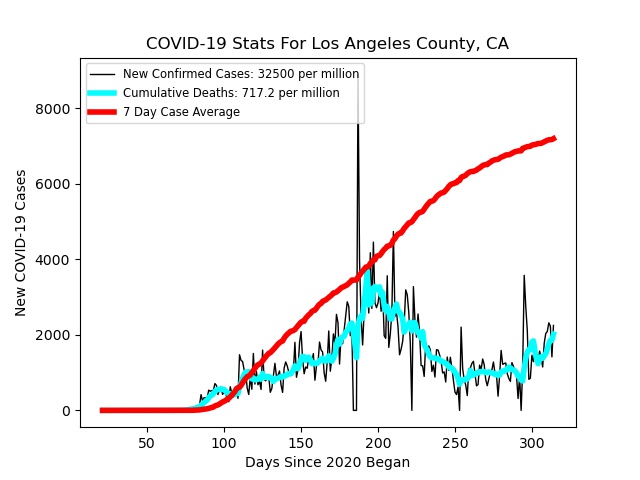 COVID-19 Stats For Los Angeles County, CA
New Confirmed Cases: 32500 per million
Cumulative Deaths: 717.2 per million
7 Day Case Average
New COVID-19 Cases
8000
6000
4000
2000
0
50 100 150 200 250 300
Days Since 2020 Began